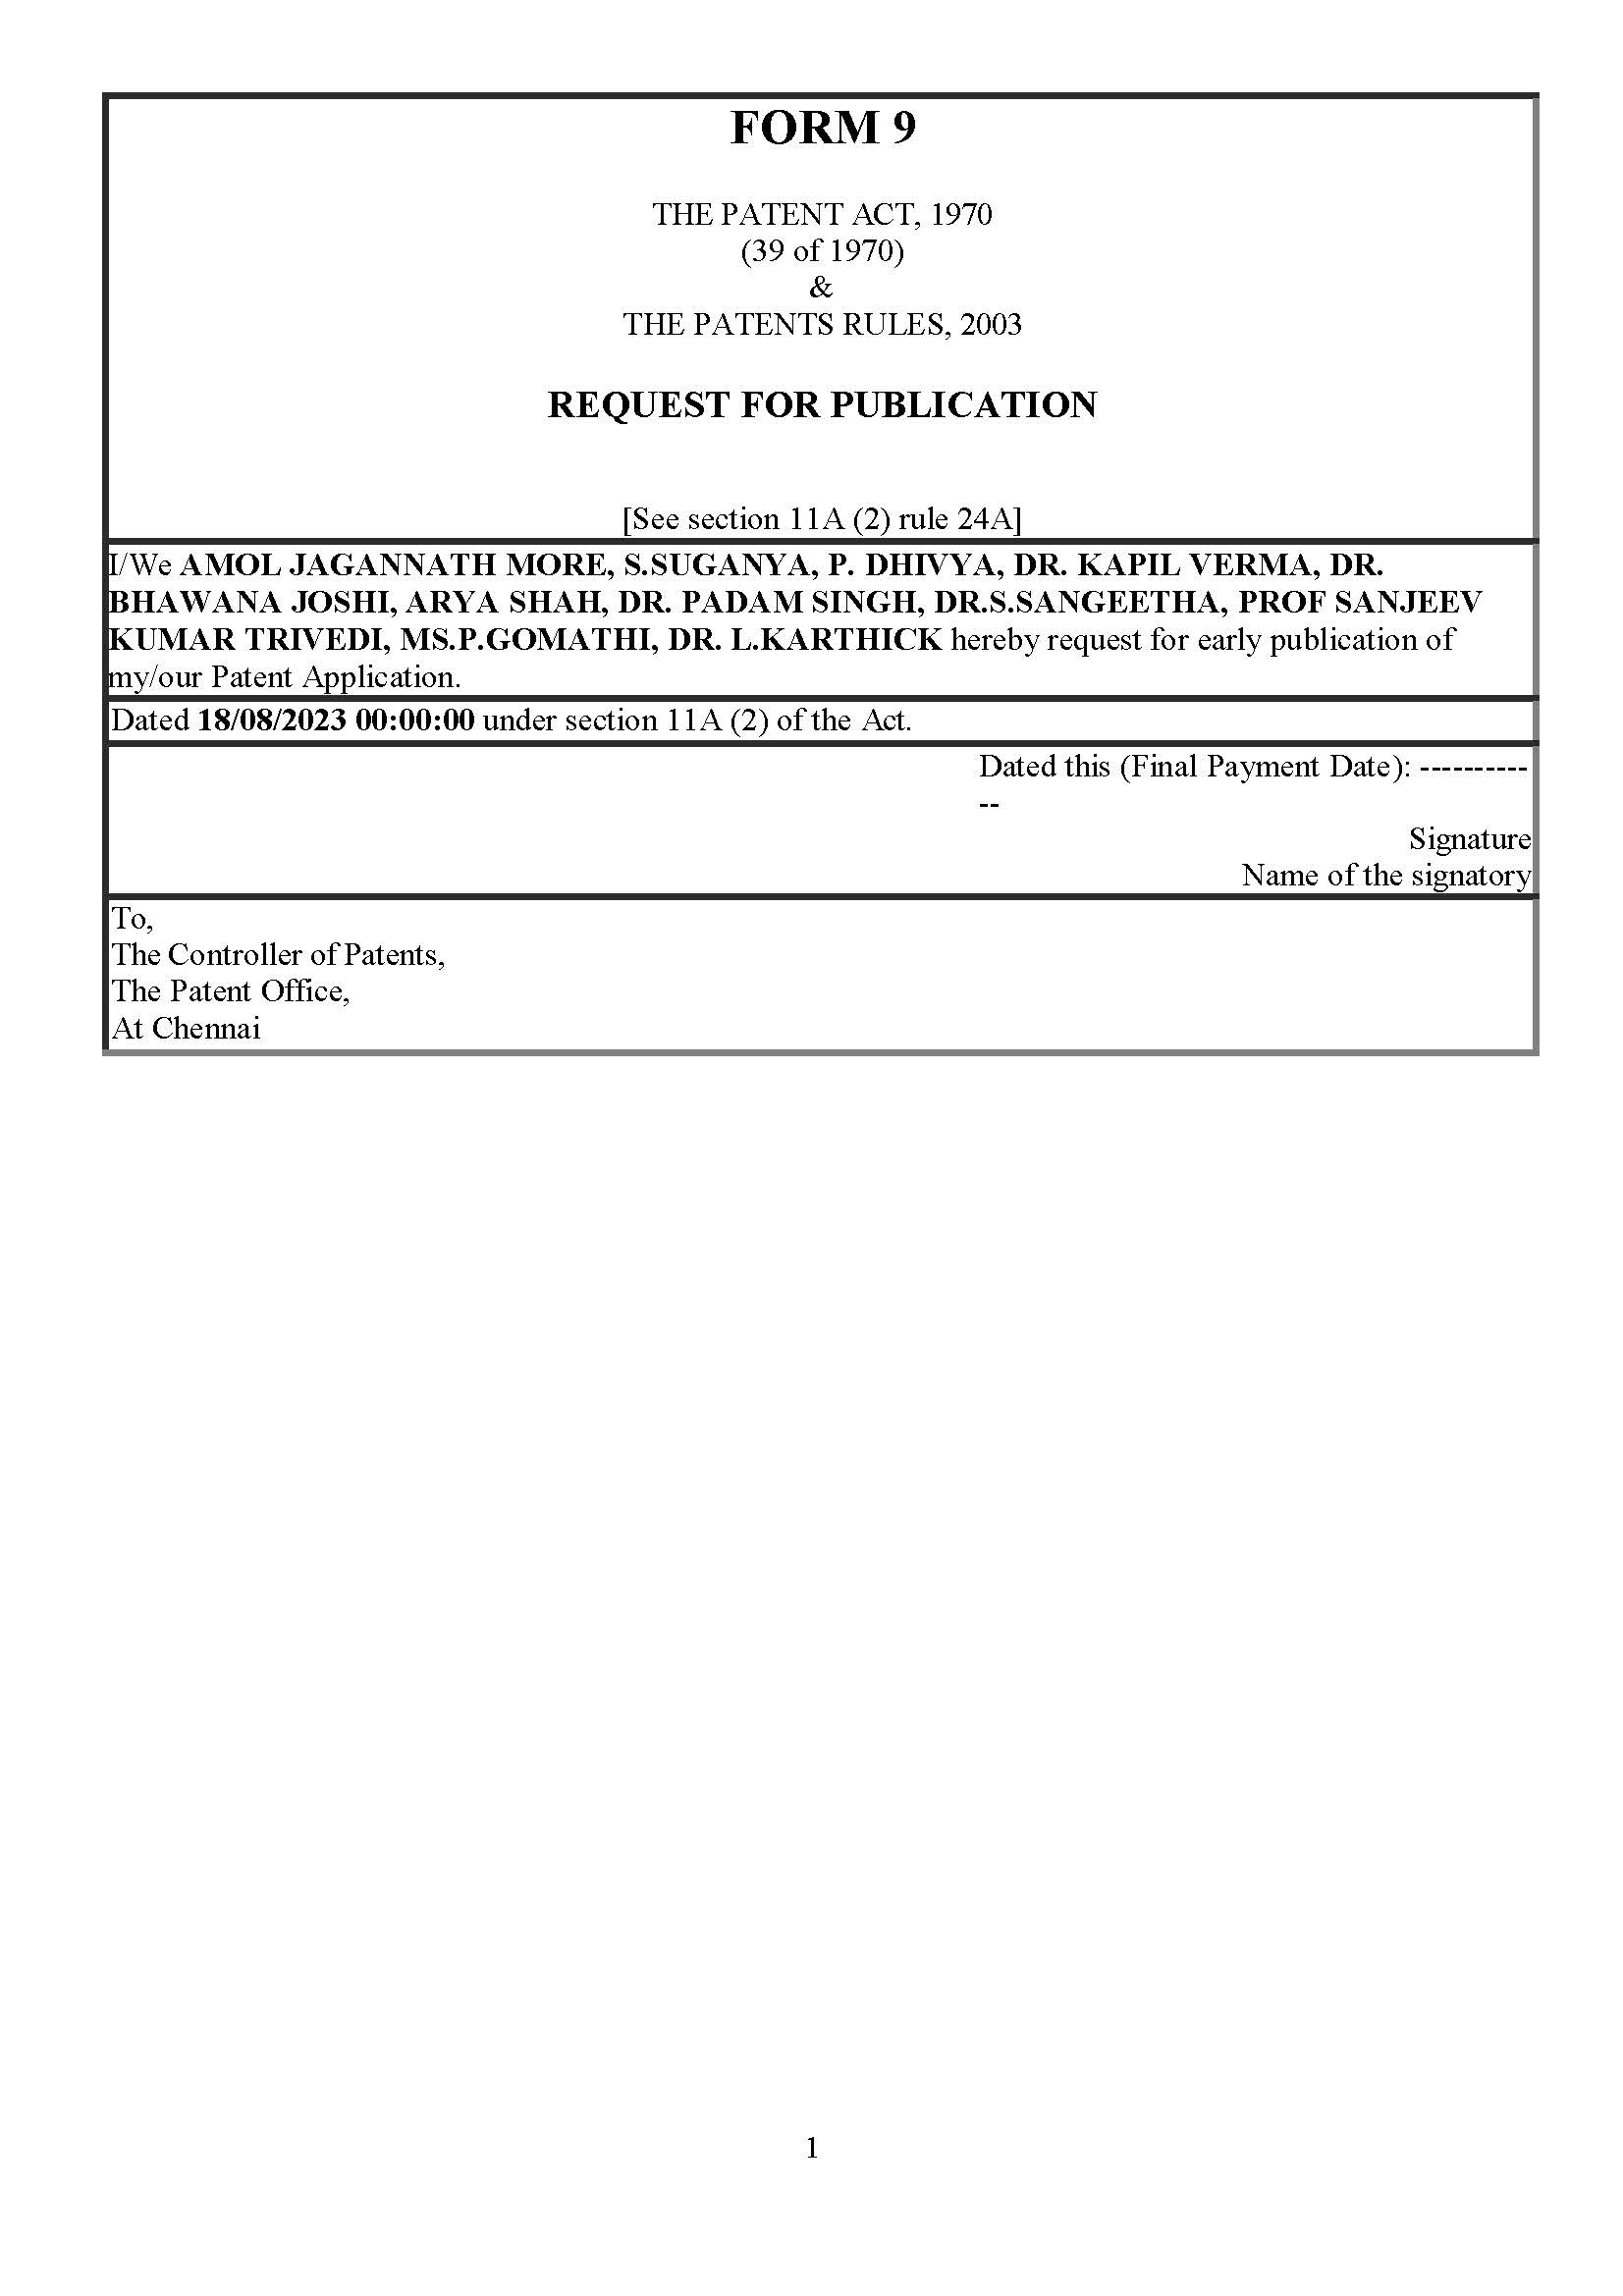 FORM 9
THE PATENT ACT, 1970
(39 of 1970)
&
THE PATENTS RULES, 2003
REQUEST FOR PUBLICATION
[See section 11A (2) rule 24A]
I/We AMOL JAGANNATH MORE, S.SUGANYA, P. DHIVYA, DR. KAPIL VERMA, DR.
BHAWANA JOSHI, ARYA SHAH, DR. PADAM SINGH, DR.S.SANGEETHA, PROF SANJEEV
KUMAR TRIVEDI, MS.P.GOMATHI, DR. L.KARTHICK hereby request for early publication of
my/our Patent Application.
Dated 18/08/2023 00:00:00 under section 11A (2) of the Act.
Dated this (Final Payment Date): ----------
--
Signature
Name of the signatory
To,
The Controller of Patents,
The Patent Office,
At Chennai
1